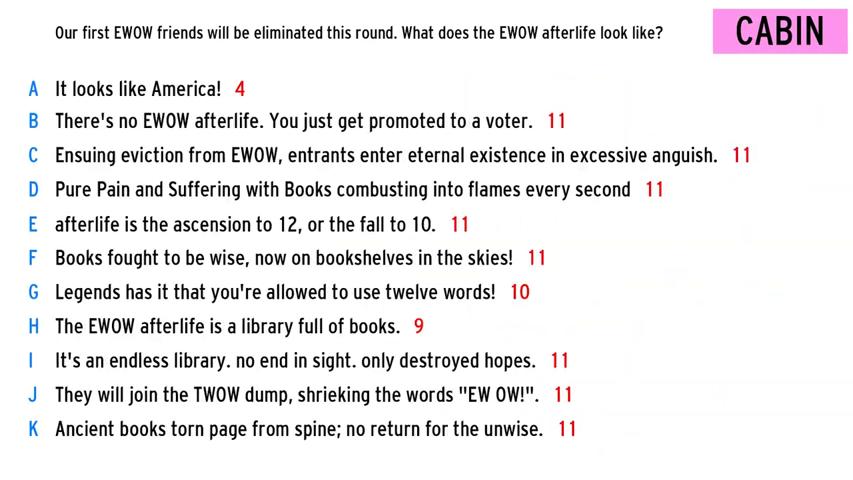 Our first EWOW friends will be eliminated this round. What does the EWOW afterlife look like?
CABIN
A It looks like America! 4
B There's no EWOW afterlife. You just get promoted to a voter. 11
C Ensuing eviction from EWOW, entrants enter eternal existence in excessive anguish. 11
D Pure Pain and Suffering with Books combusting into flames every second 11
E afterlife is the ascension to 12, or the fall to 10. 11
F Books fought to be wise, now on bookshelves in the skies! 11
G Legends has it that you're allowed to use twelve words! 10
H The EWOW afterlife is a library full of books. 9
I It's an endless library. no end in sight. only destroyed hopes. 11
J They will join the TWOW dump, shrieking the words "EW OW!". 11
K Ancient books torn page from spine; no return for the unwise. 11